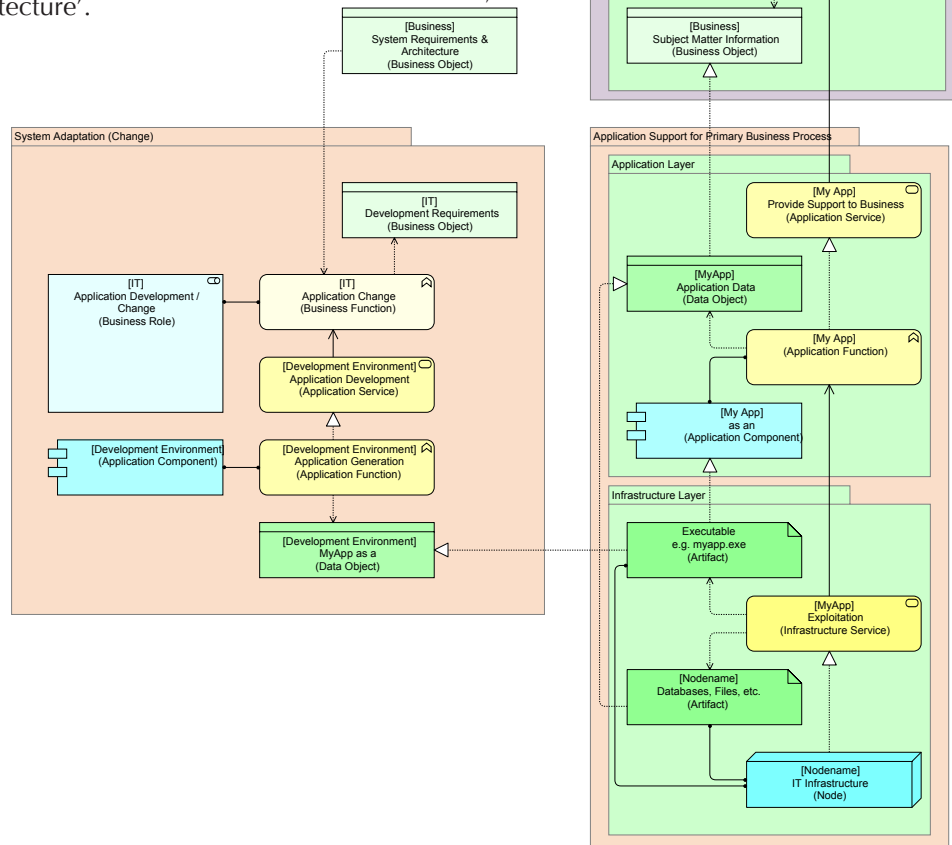 tecture'.
[Business]
System Requirements &
Architecture
(Business Object)
[Business]
Subject Matter Information
(Business Object)
System Adaptation (Change)
[IT]
Development Requirements
(Business Object)
[IT]
Application Development /
Change
(Business Role)
[IT]
Application Change
(Business Function)
[Development Environment]
Application Development
(Application Service)
[Development Environment]
(Application Component)
[Development Environment]
Application Generation
(Application Function)
[Development Environment]
MyApp as a
(Data Object)
Application Support for Primary Business Process
Application Layer
[My App]
Provide Support to Business
(Application Service)
[MyApp]
Application Data
(Data Object)
[My App]
(Application Function)
[My App]
as an
(Application Component)
Infrastructure Layer
Executable
e.g. myapp.exe
(Artifact)
[MyApp]
Exploitation
(Infrastructure Service)
[Nodename]
Databases, Files, etc.
(Artifact)
[Nodename]
IT Infrastructure
(Node)